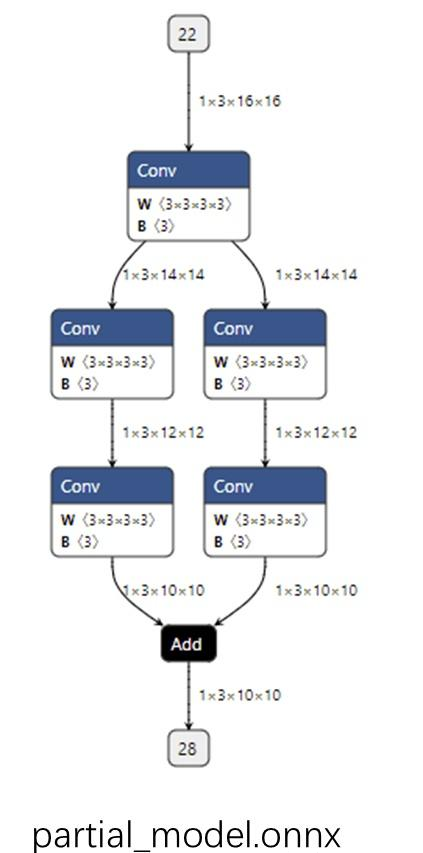 22
1×3×16×16
Conv
W 〈3×3×3×3〉
B 〈3〉
1×3×14×14
1×3×14×14
Conv
W 〈3×3×3×3〉
B 〈3〉
Conv
W 〈3×3×3×3〉
B 〈3〉
1×3×12×12
1×3×12×12
Conv
W 〈3×3×3×3〉
B 〈3〉
Conv
W 〈3×3×3×3〉
B 〈3〉
1×3×10×10
1×3×10×10
Add
1×3×10×10
28
partial_model.onnx